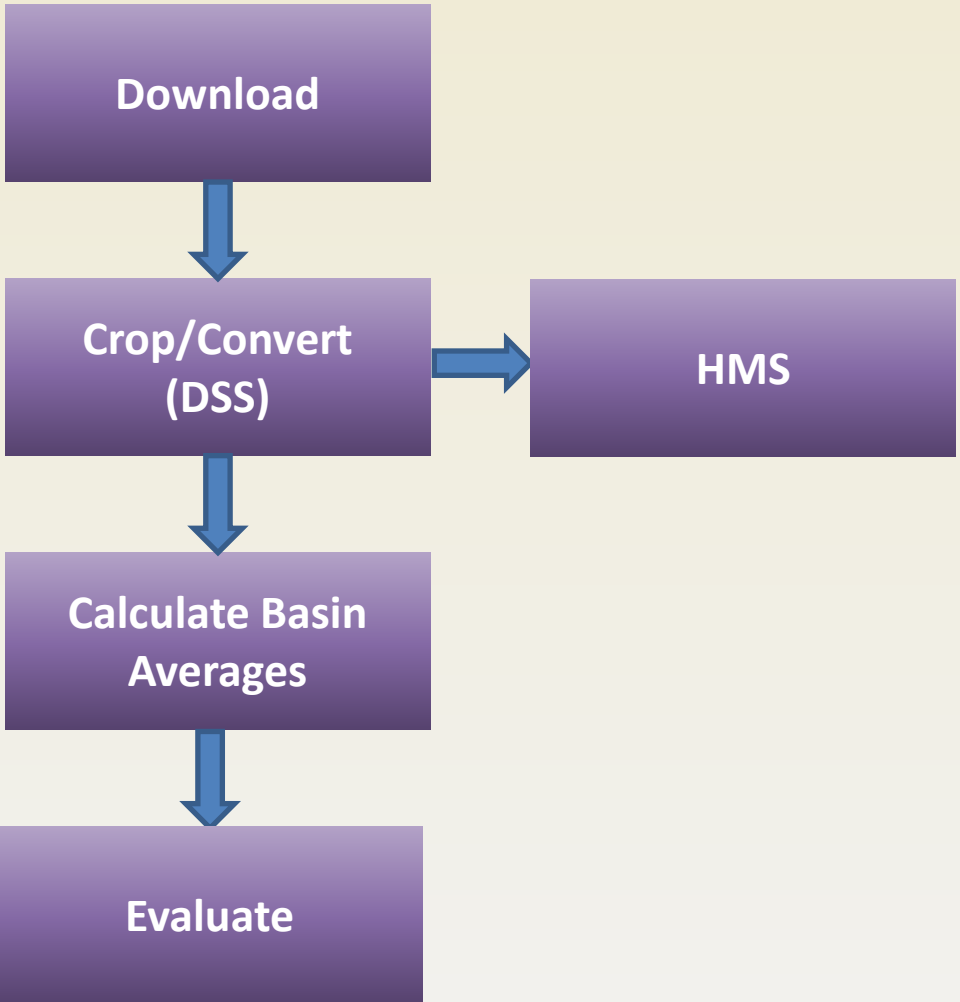 Download
Crop/Convert
(DSS)
HMS
Calculate Basin
Averages
Evaluate